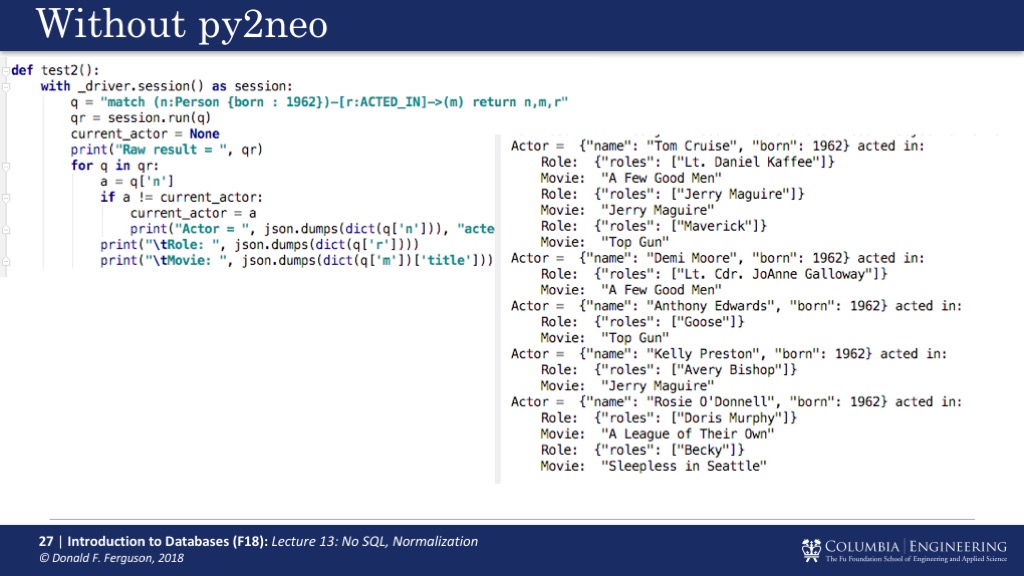 Without py2neo
def test2():
    with _driver.session() as session:
        q = "match (n:Person {born : 1962})-[r:ACTED_IN]->(m) return n,m,r"
        qr = session.run(q)
        current_actor = None
        print("Raw result = ", qr)
        for q in qr:
            a = q['n']
            if a != current_actor:
                current_actor = a
                print("Actor = ", json.dumps(dict(q['n'])), "acte
            print("\tRole: ", json.dumps(dict(q['r'])))
            print("\tMovie: ", json.dumps(dict(q['m'])['title']))
Actor =  {"name": "Tom Cruise", "born": 1962} acted in:
    Role:  {"roles": ["Lt. Daniel Kaffee"]}
    Movie:  "A Few Good Men"
    Role:  {"roles": ["Jerry Maguire"]}
    Movie:  "Jerry Maguire"
    Role:  {"roles": ["Maverick"]}
    Movie:  "Top Gun"
Actor =  {"name": "Demi Moore", "born": 1962} acted in:
    Role:  {"roles": ["Lt. Cdr. JoAnne Galloway"]}
    Movie:  "A Few Good Men"
Actor =  {"name": "Anthony Edwards", "born": 1962} acted in:
    Role:  {"roles": ["Goose"]}
    Movie:  "Top Gun"
Actor =  {"name": "Kelly Preston", "born": 1962} acted in:
    Role:  {"roles": ["Avery Bishop"]}
    Movie:  "Jerry Maguire"
Actor =  {"name": "Rosie O'Donnell", "born": 1962} acted in:
    Role:  {"roles": ["Doris Murphy"]}
    Movie:  "A League of Their Own"
    Role:  {"roles": ["Becky"]}
    Movie:  "Sleepless in Seattle"
27 | Introduction to Databases (F18): Lecture 13: No SQL, Normalization
© Donald F. Ferguson, 2018
COLUMBIA | ENGINEERING
The Fu Foundation School of Engineering and Applied Science